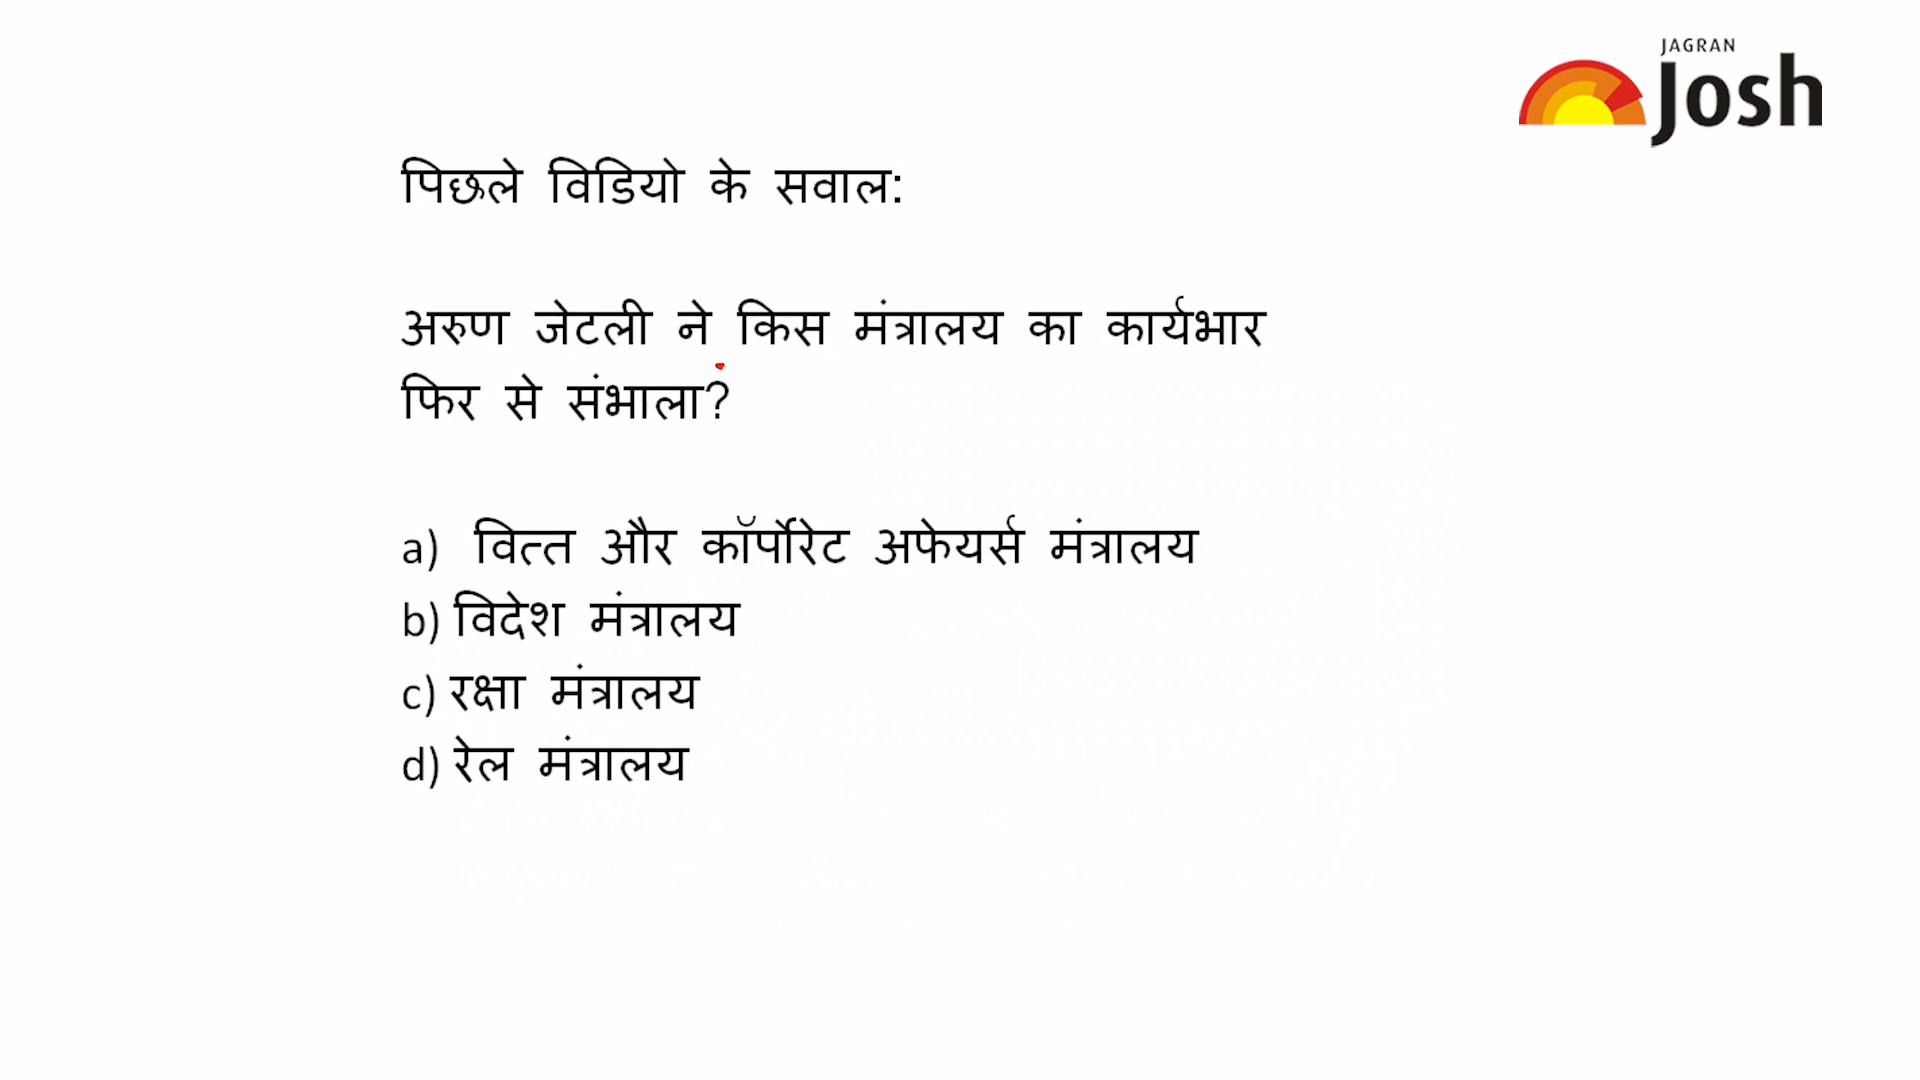 JAGRAN
Josh
पिछले विडियो के सवाल:
अरुण जेटली ने किस मंत्रालय का कार्यभार
फिर से संभाला?
a) वित्त और कॉर्पोरेट अफेयर्स मंत्रालय
b) विदेश मंत्रालय
c) रक्षा मंत्रालय
d) रेल मंत्रालय